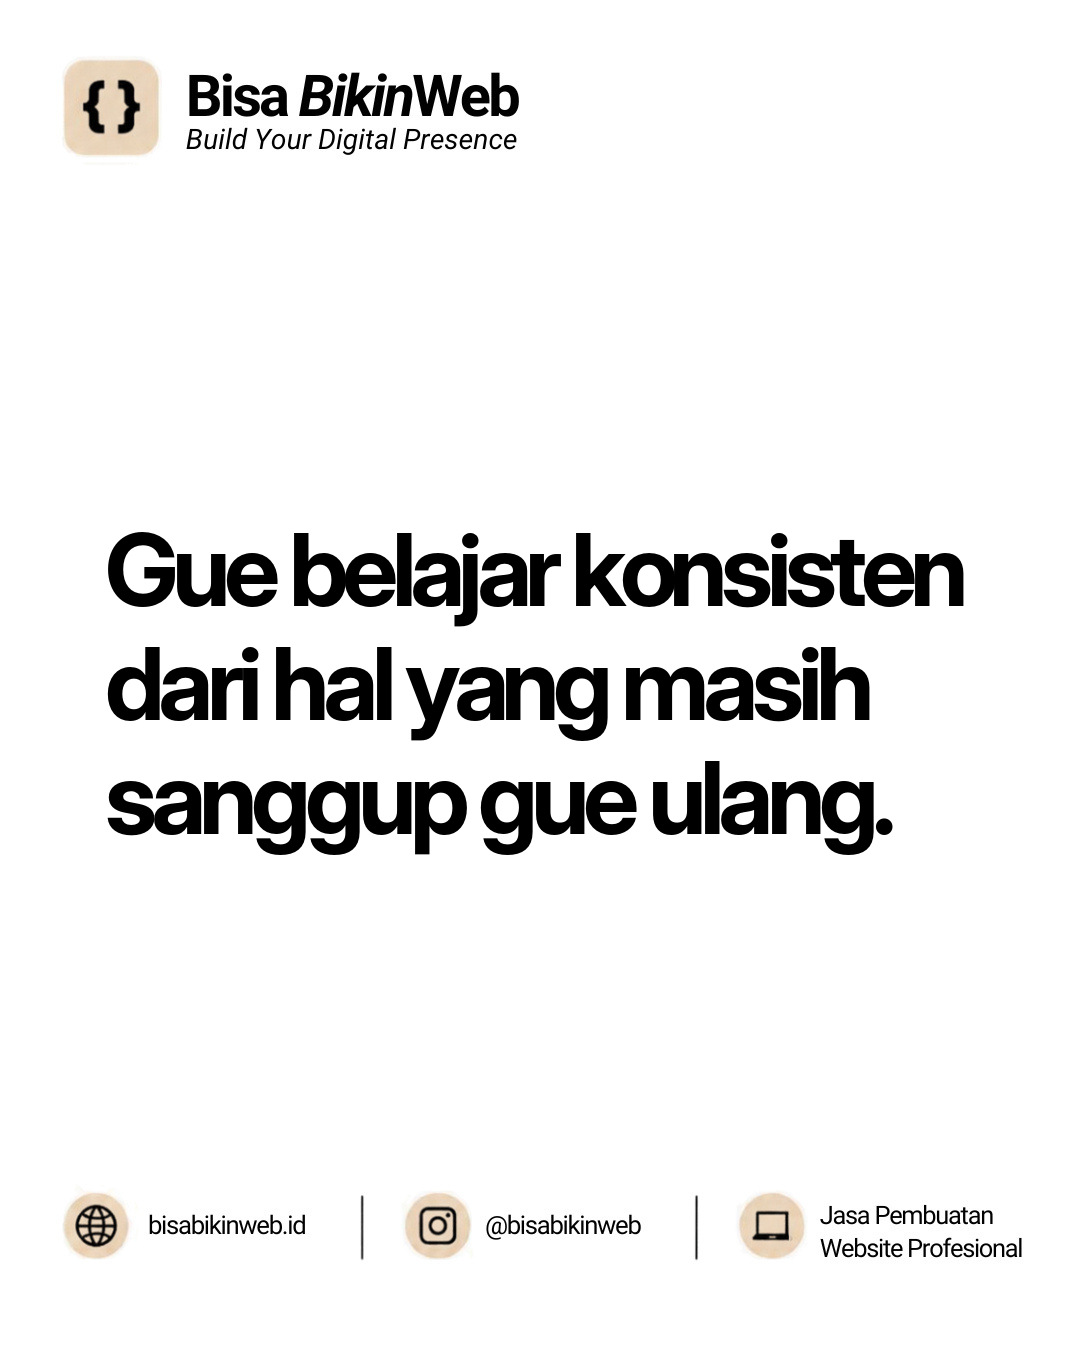 { }
Bisa BikinWeb
Build Your Digital Presence
Gue belajar konsisten
dari hal yang masih
sanggup gue ulang.
bisabikinweb.id
@bisabikinweb
Jasa Pembuatan
Website Profesional